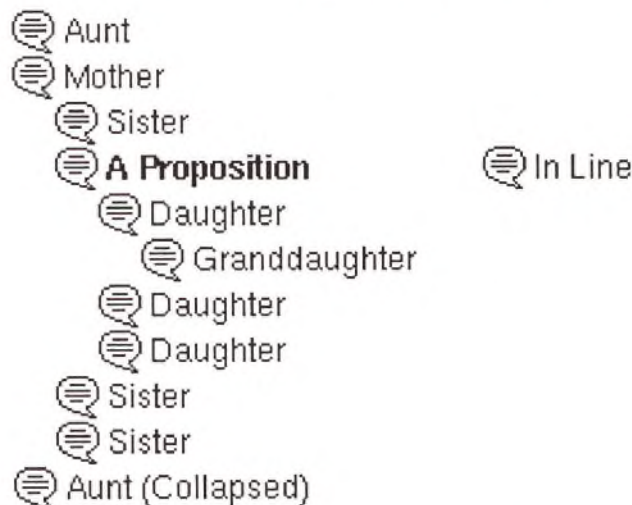 Aunt
Mother
Sister
A Proposition In Line
Daughter
Granddaughter
Daughter
Daughter
Sister
Sister
Aunt (Collapsed)